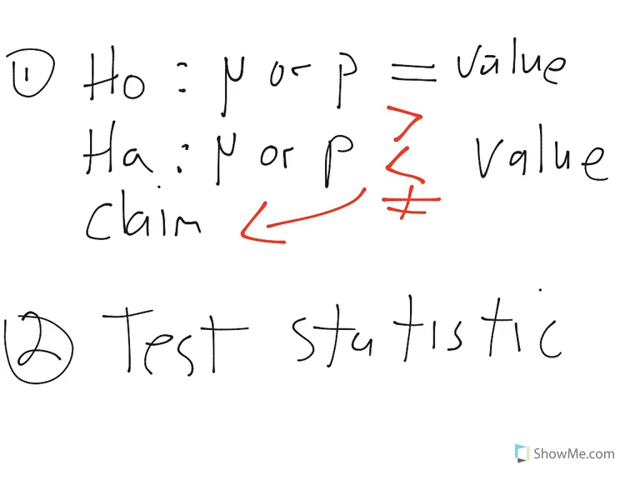 ① Ho : μ or p = value
>
Ha : μ or p < value
≠
claim
② Test statistic
ShowMe.com